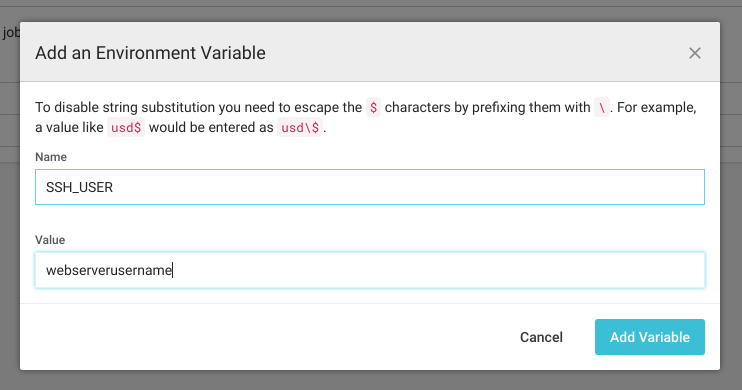 job
Add an Environment Variable
To disable string substitution you need to escape the $ characters by prefixing them with \. For example,
a value like usd$ would be entered as usd\$.
Name
SSH_USER
Value
webserverusername
Cancel Add Variable